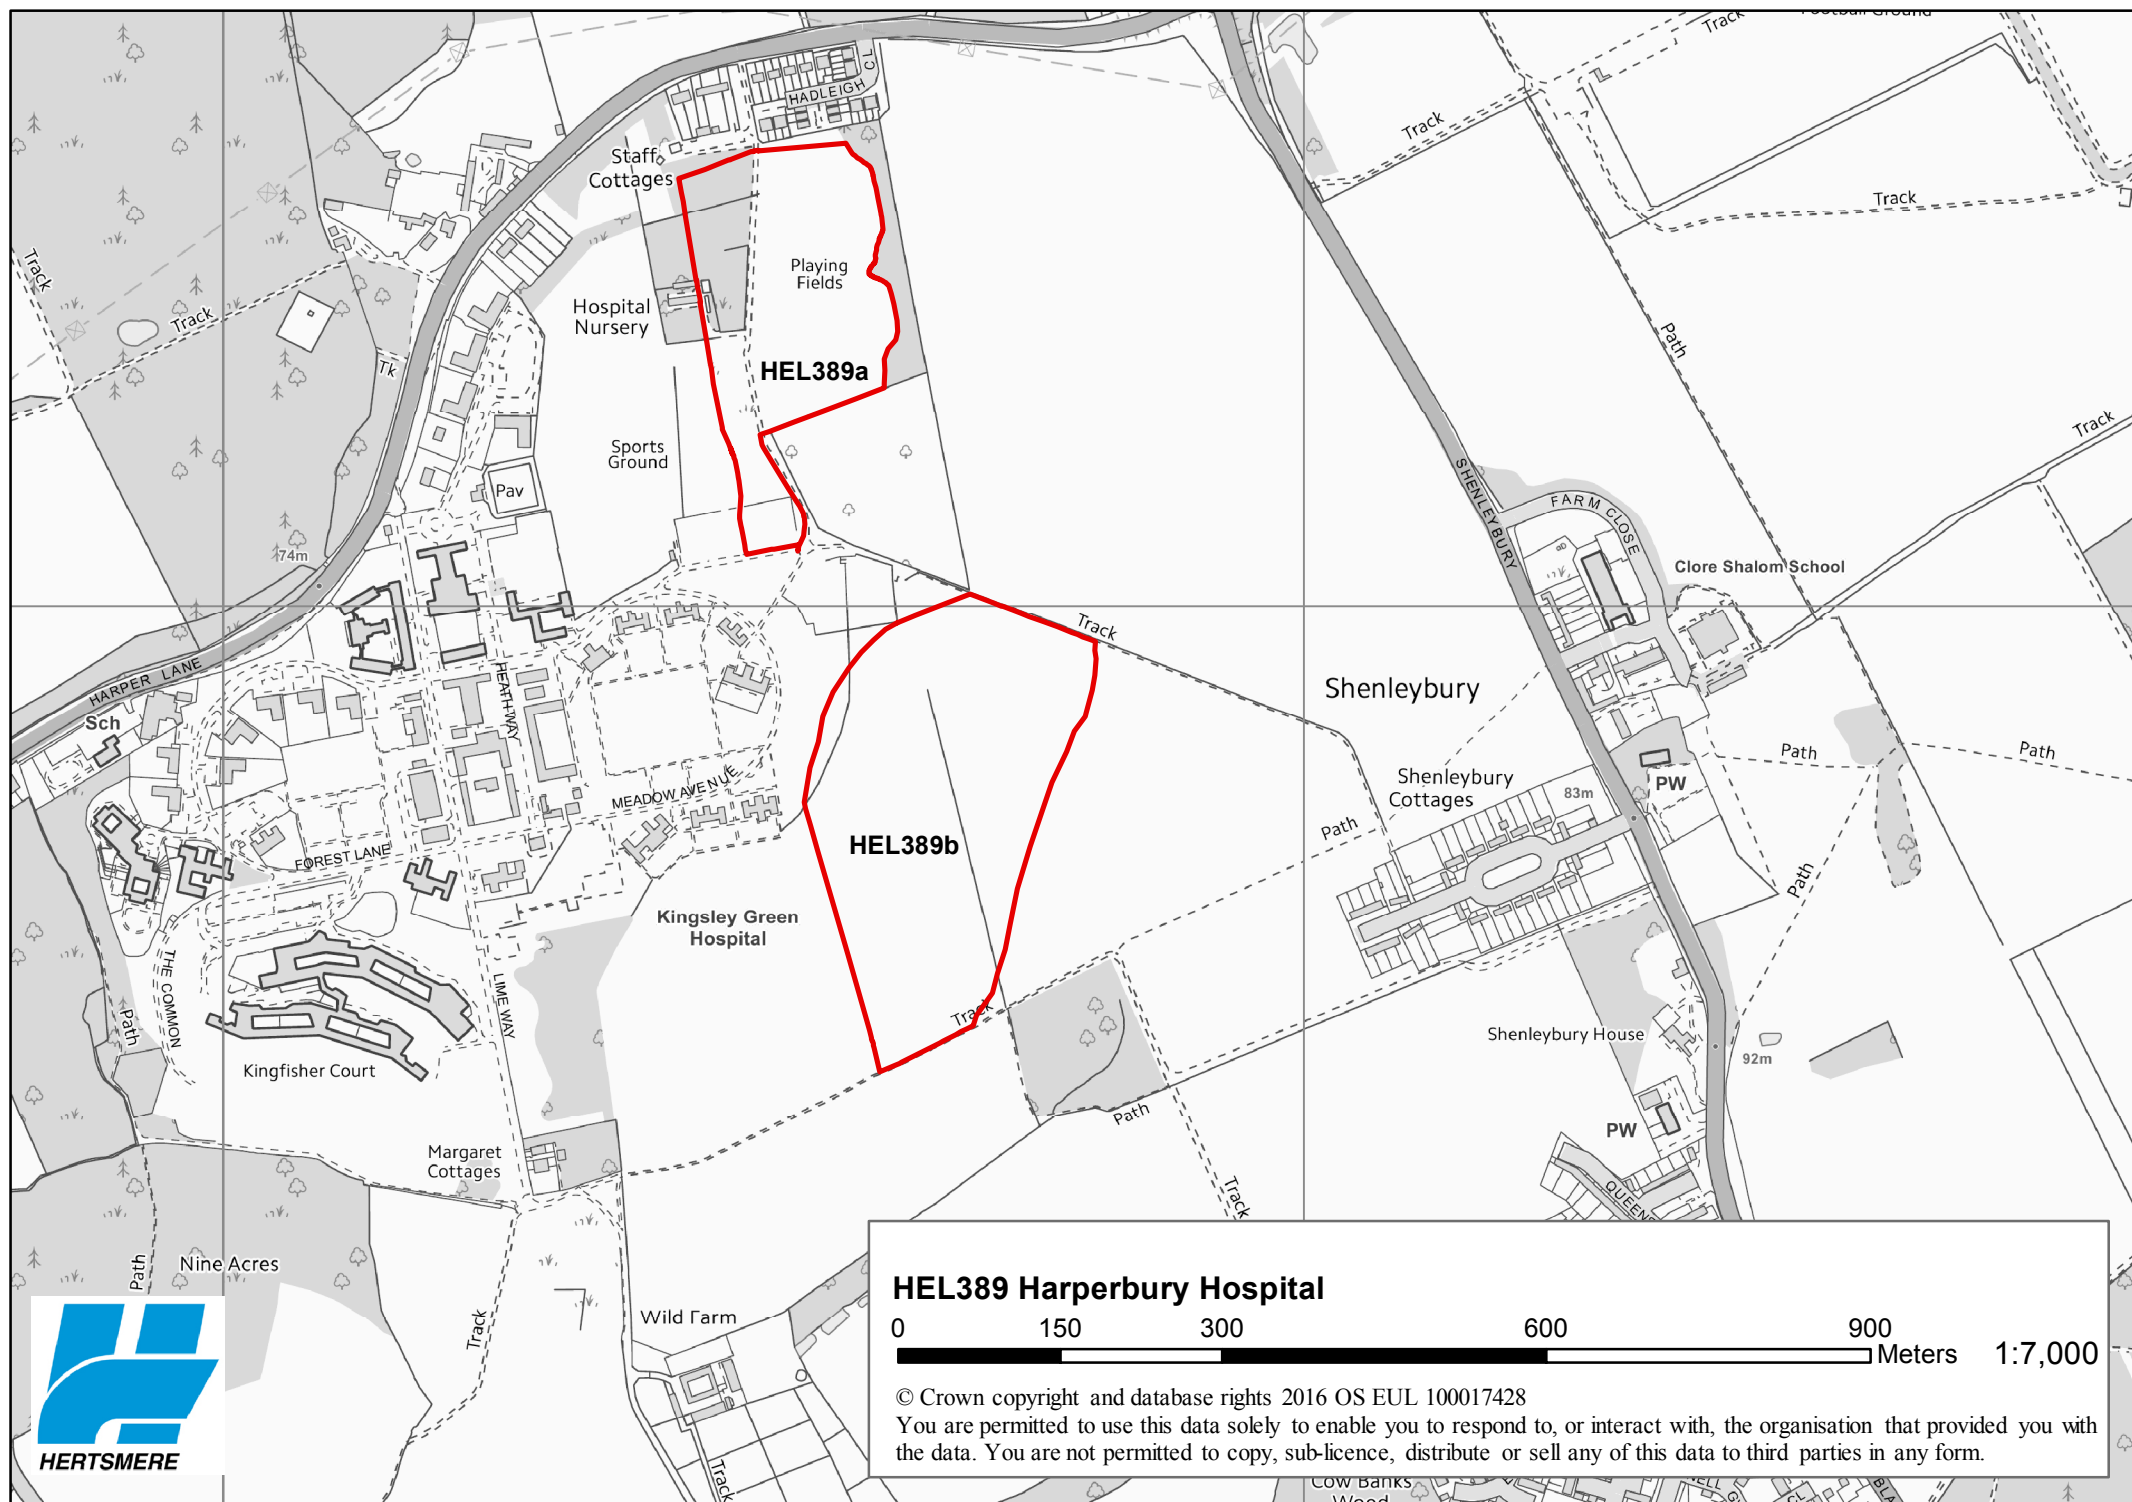 Football Ground
Track
HADLEIGH CL
Staff
Cottages
Track
Track
Track
Track
Playing
Fields
Hospital
Nursery
Tk
HEL389a
Path
Sports
Ground
Pav
Track
SHENLEYBURY
FARM CLOSE
74m
Clore Shalom School
Track
HARPER LANE
Sch
HEATH WAY
Shenleybury
MEADOW AVENUE
Shenleybury
Cottages
83m
PW
Path
Path
Path
FOREST LANE
HEL389b
Path
Kingsley Green
Hospital
THE COMMON
LIME WAY
Path
Track
Kingfisher Court
Shenleybury House
92m
Path
PW
Margaret
Cottages
Track
QUEENS
Path
Nine Acres
Track
Wild Farm
Track
HEL389 Harperbury Hospital
0 150 300 600 900
Meters 1:7,000
© Crown copyright and database rights 2016 OS EUL 100017428
You are permitted to use this data solely to enable you to respond to, or interact with, the organisation that provided you with
the data. You are not permitted to copy, sub-licence, distribute or sell any of this data to third parties in any form.
HERTSMERE
Cow Banks
Wood
CL